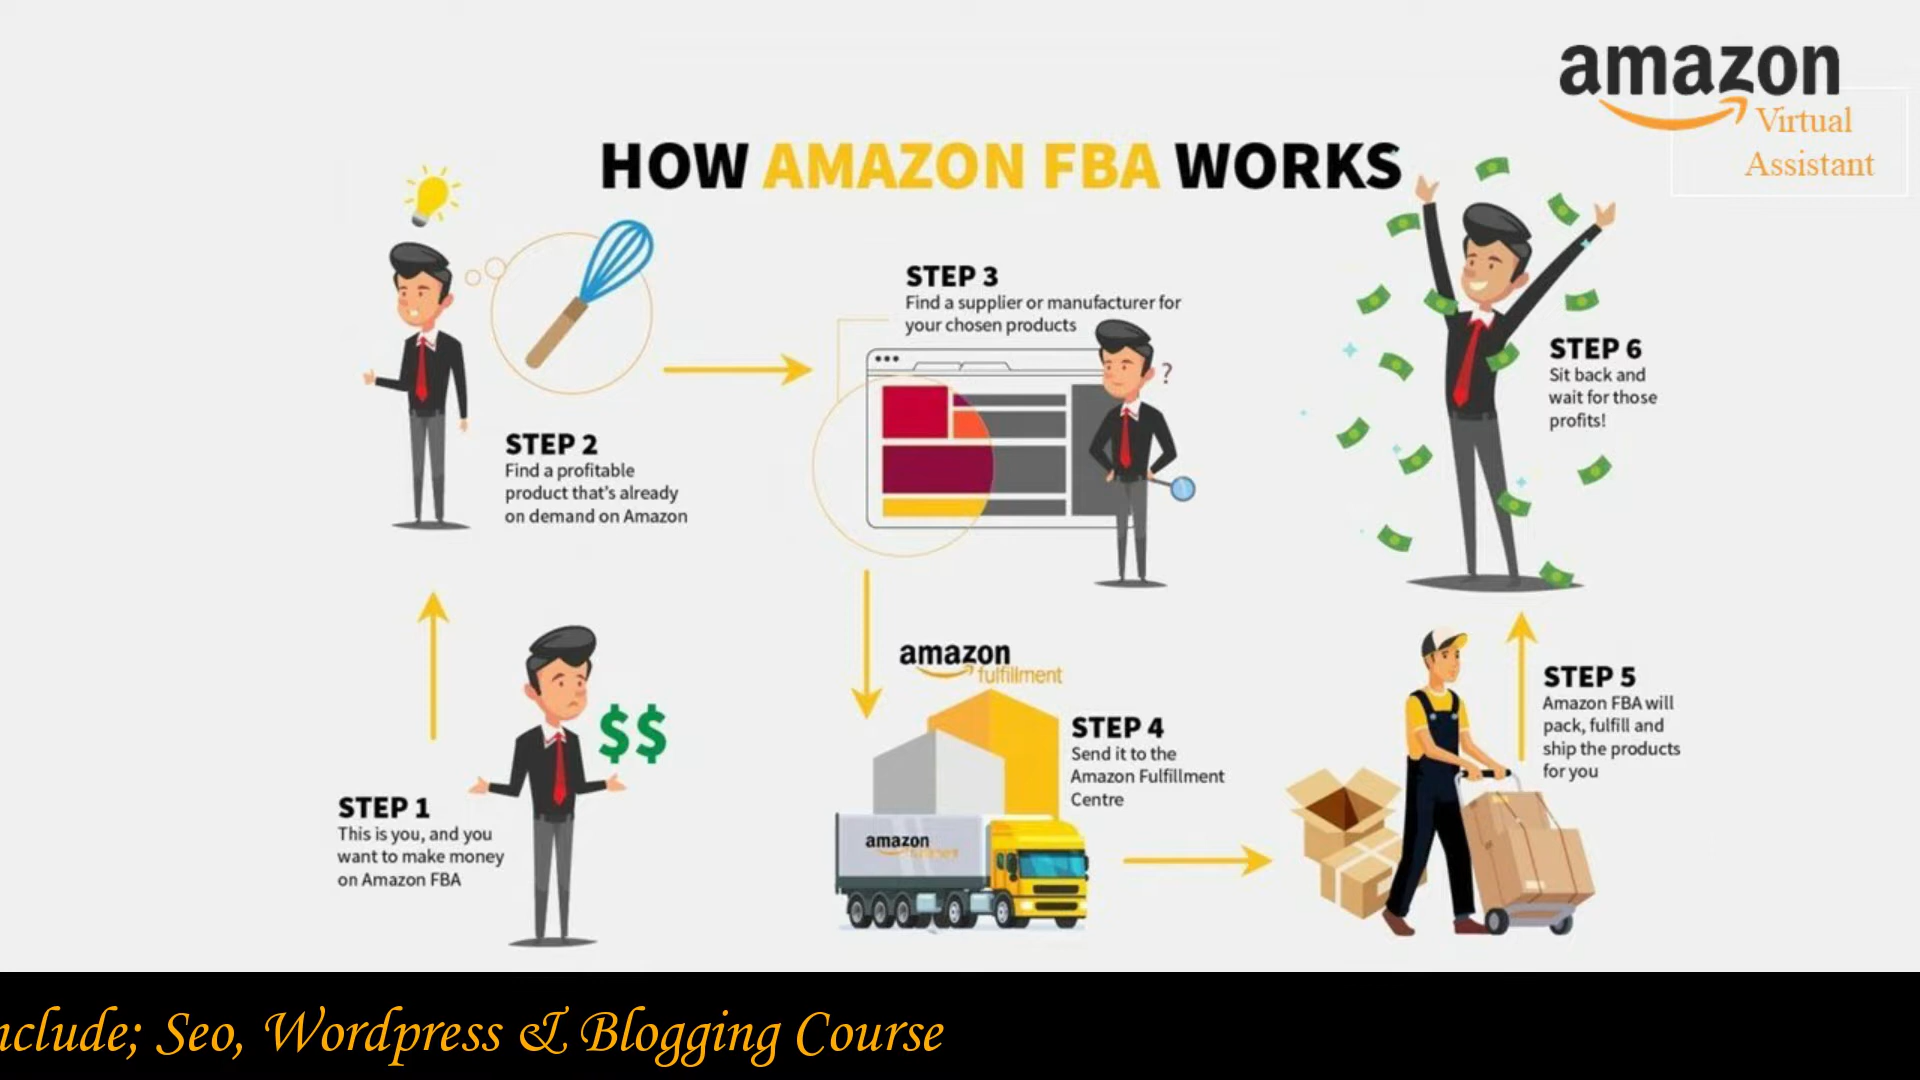 amazon
Virtual
Assistant
HOW AMAZON FBA WORKS
STEP 1
This is you, and you
want to make money
on Amazon FBA
$$
STEP 2
Find a profitable
product that's already
on demand on Amazon
STEP 3
Find a supplier or manufacturer for
your chosen products
?
amazon
fulfillment
STEP 4
Send it to the
Amazon Fulfillment
Centre
amazon
STEP 5
Amazon FBA will
pack, fulfill and
ship the products
for you
STEP 6
Sit back and
wait for those
profits!
Seo, Wordpress & Blogging Course